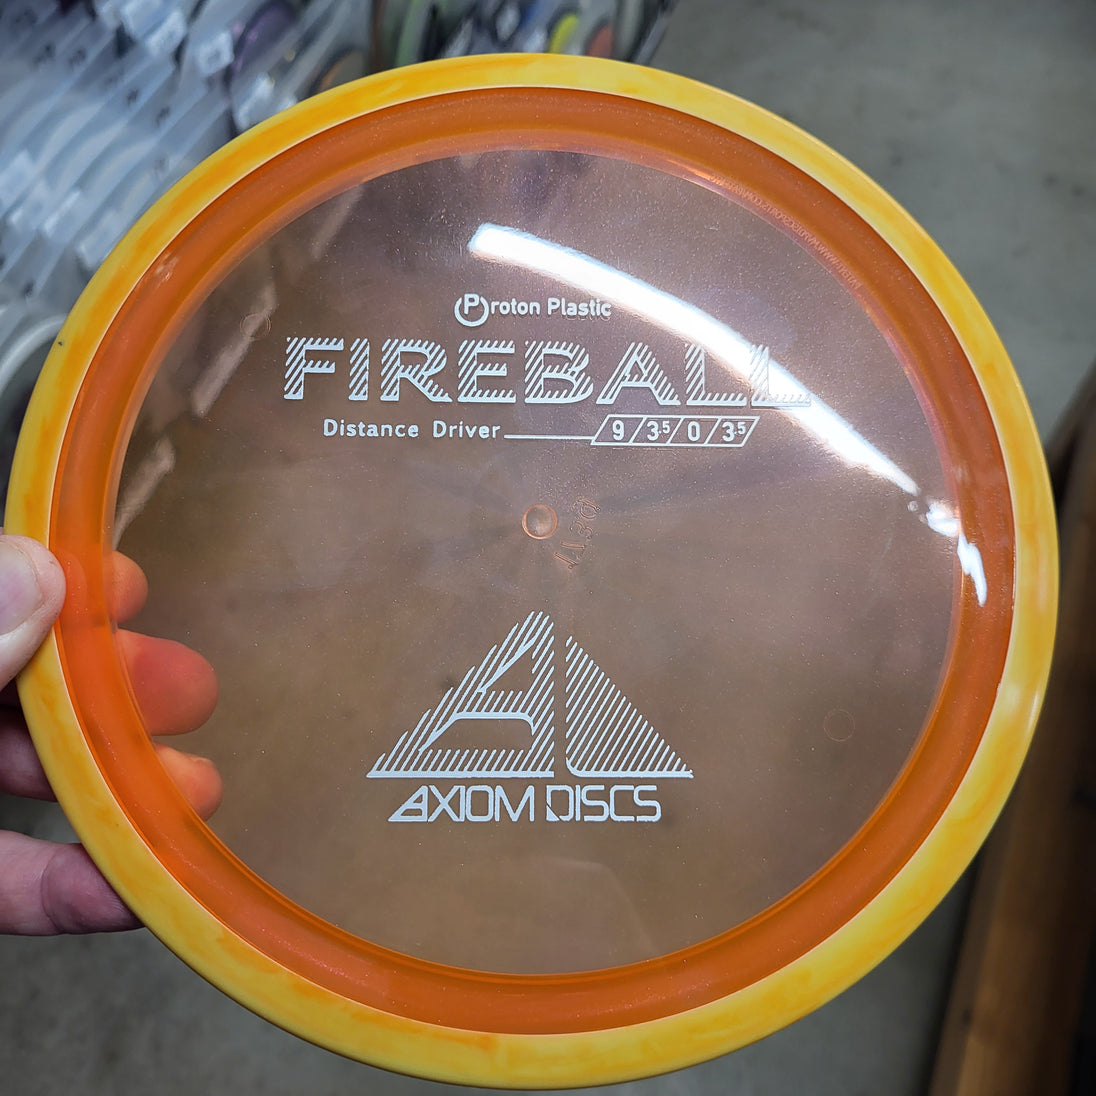 Proton Plastic
FIREBALL
Distance Driver 9/3.5/0/3.5
AXIOM DISCS